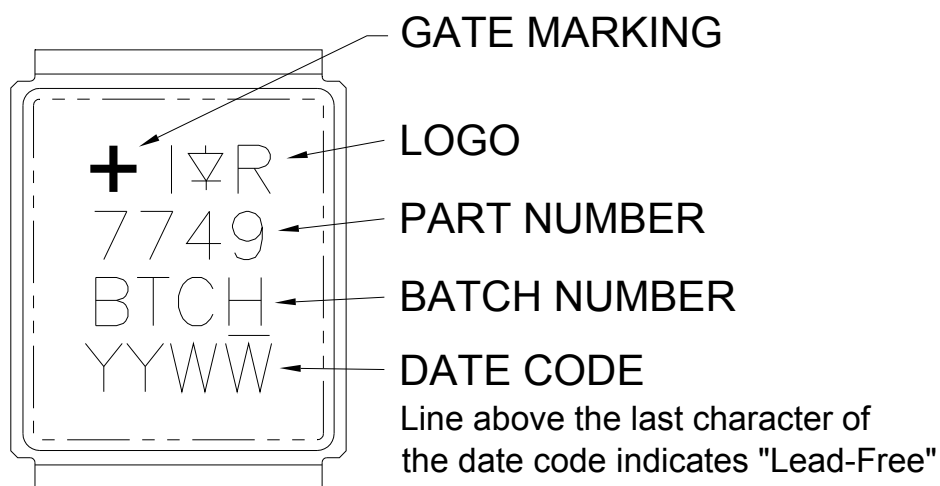 GATE MARKING
+ I R
LOGO
7749
PART NUMBER
BTCH
BATCH NUMBER
YYWW̅
DATE CODE
Line above the last character of
the date code indicates "Lead-Free"